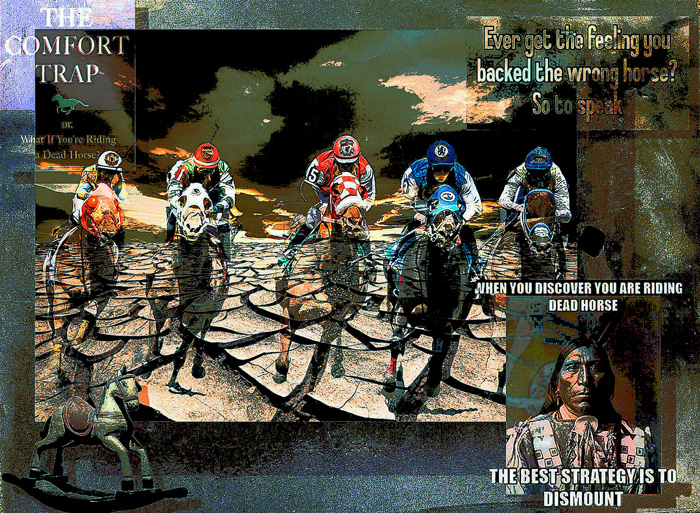 THE
COMFORT
TRAP
or,
What If You're Riding
a Dead Horse?
Ever get the feeling you
backed the wrong horse?
So to speak
5
WHEN YOU DISCOVER YOU ARE RIDING
DEAD HORSE
THE BEST STRATEGY IS TO
DISMOUNT